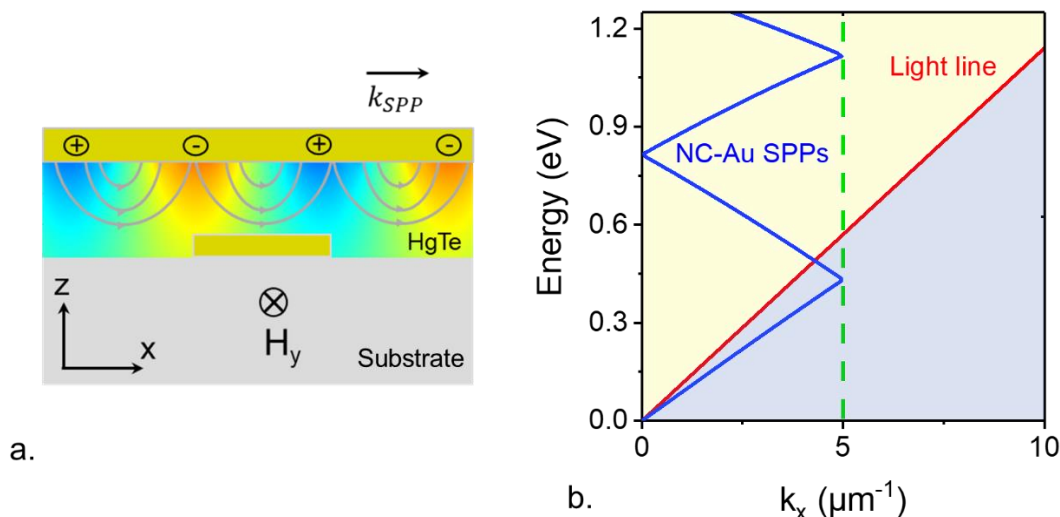 k_SPP
+ - + -
HgTe
z
x
H_y
Substrate
a.
Energy (eV)
1.2
0.9
0.6
0.3
0.0
Light line
NC-Au SPPs
0 5 10
k_x (µm⁻¹)
b.